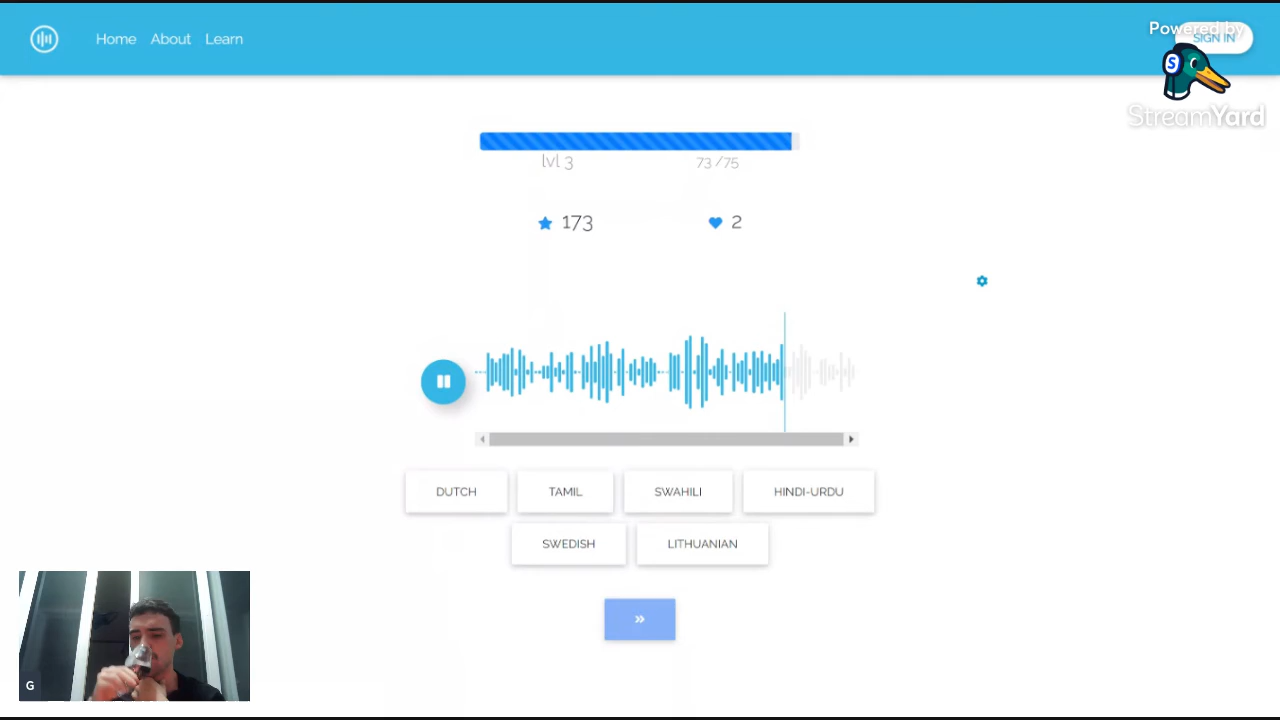 Home About Learn
SIGN IN
Powered by
S
StreamYard
lvl 3 73 /75
173 2
DUTCH TAMIL SWAHILI HINDI-URDU
SWEDISH LITHUANIAN
»
G